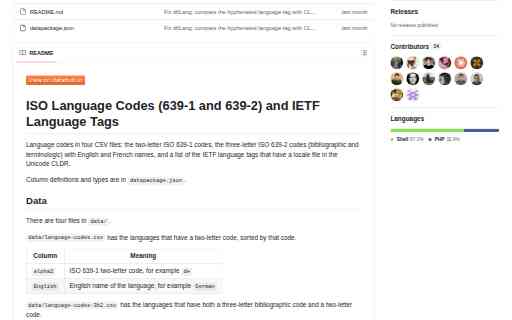 README.md
last month
datapackage.json
last month
README
ISO Language Codes (639-1 and 639-2) and IETF
Language Tags
Language codes in four CSV files: the two-letter ISO 639-1 codes, the three-letter ISO 639-2 codes (bibliographic and
terminologic) with English and French names, and a list of the IETF language tags that have a locale file in the
Unicode CLDR.
Column definitions and types are in datapackage.json.
Data
There are four files in data/.
data/language-codes.csv has the languages that have a two-letter code, sorted by that code.
Column Meaning
alpha2 ISO 639-1 two-letter code, for example de
English English name of the language, for example German
data/language-codes-3b2.csv has the languages that have both a three-letter bibliographic code and a two-letter
code.
Releases
No releases published
Contributors
Languages
Shell
PHP